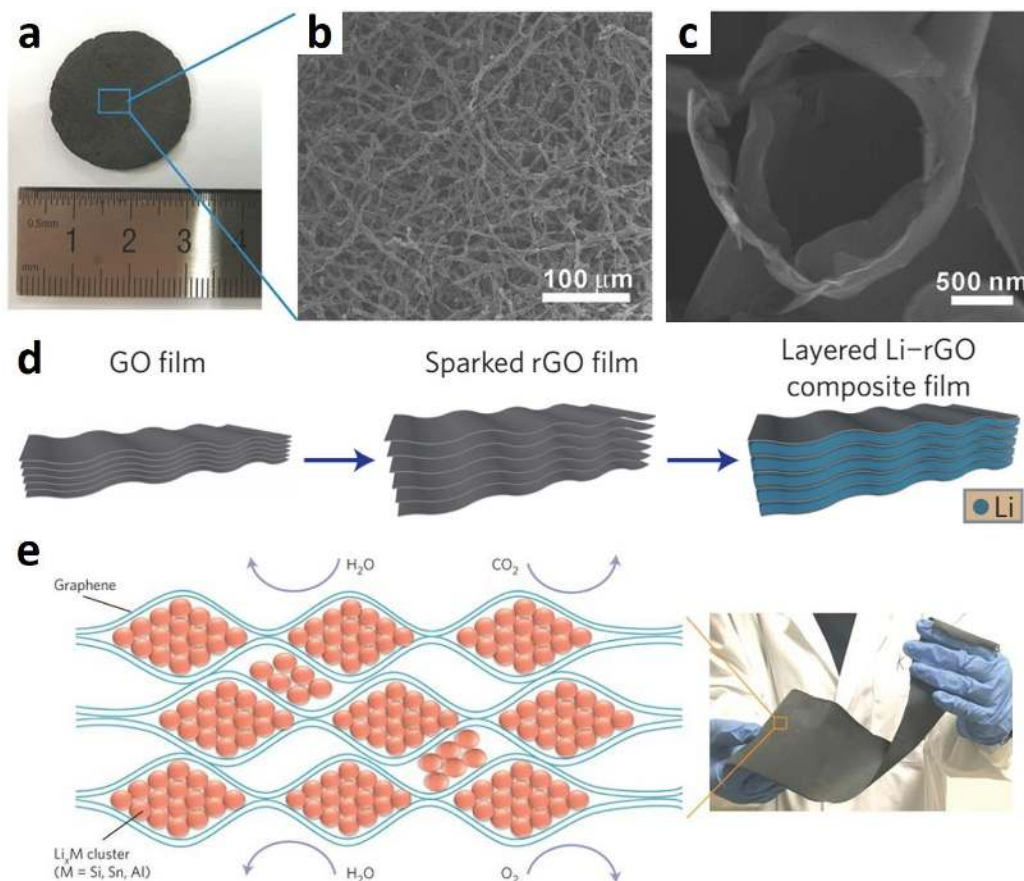 a
0.5mm
1 2 3 4
mm
b
100 μm
c
500 nm
d
GO film
Sparked rGO film
Layered Li–rGO
composite film
Li
e
Graphene
H₂O
CO₂
LiₓM cluster
(M = Si, Sn, Al)
H₂O
O₂